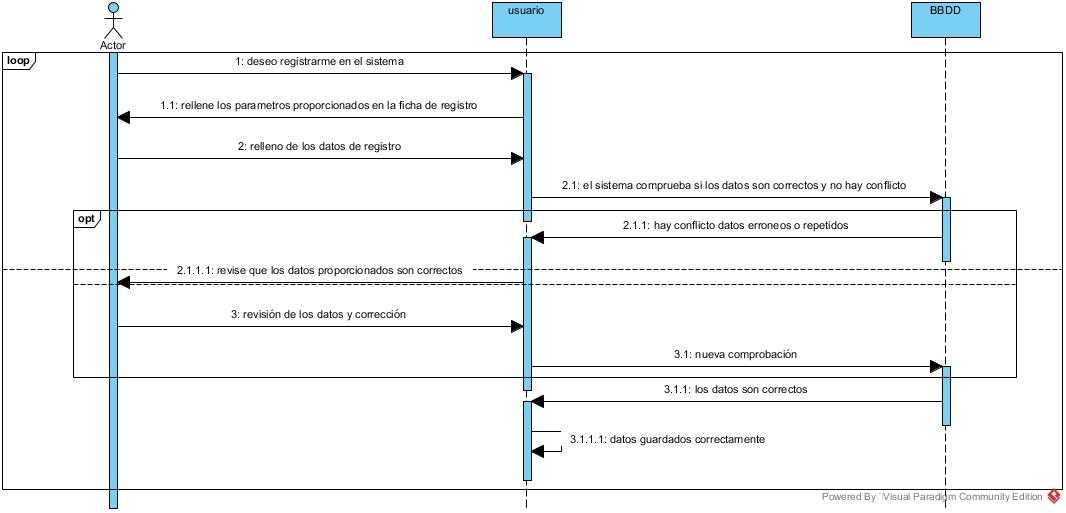 usuario
BBDD
Actor
loop
1: deseo registrarme en el sistema
1.1: rellene los parametros proporcionados en la ficha de registro
2: relleno de los datos de registro
2.1: el sistema comprueba si los datos son correctos y no hay conflicto
opt
2.1.1: hay conflicto datos erroneos o repetidos
2.1.1.1: revise que los datos proporcionados son correctos
3: revisión de los datos y corrección
3.1: nueva comprobación
3.1.1: los datos son correctos
3.1.1.1: datos guardados correctamente
Powered By Visual Paradigm Community Edition